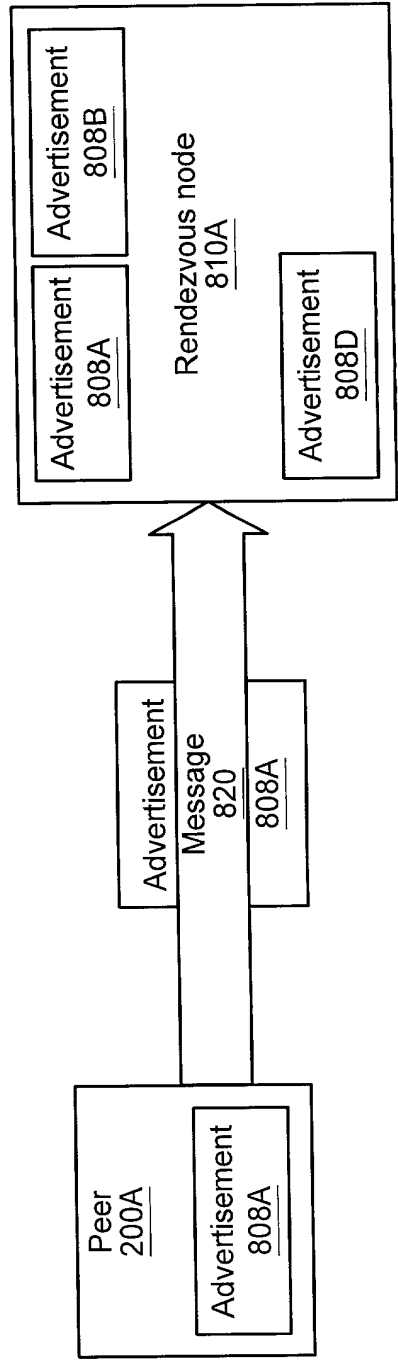 Peer
200A
Advertisement
808A
Advertisement
Message
820
808A
Advertisement
808A
Advertisement
808B
Rendezvous node
810A
Advertisement
808D